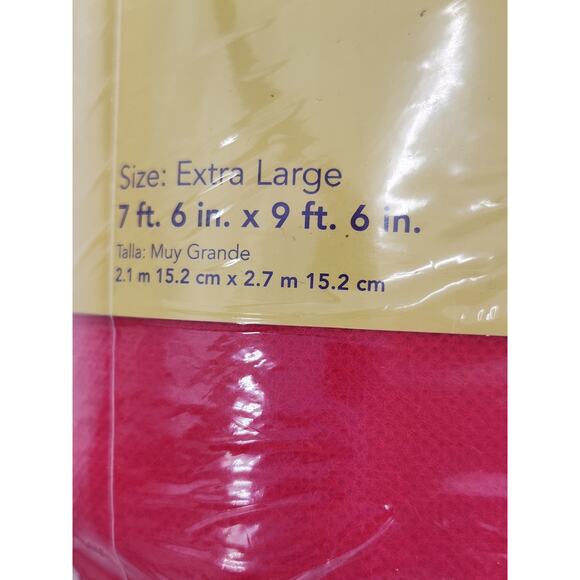 Size: Extra Large
7 ft. 6 in. x 9 ft. 6 in.
Talla: Muy Grande
2.1 m 15.2 cm x 2.7 m 15.2 cm